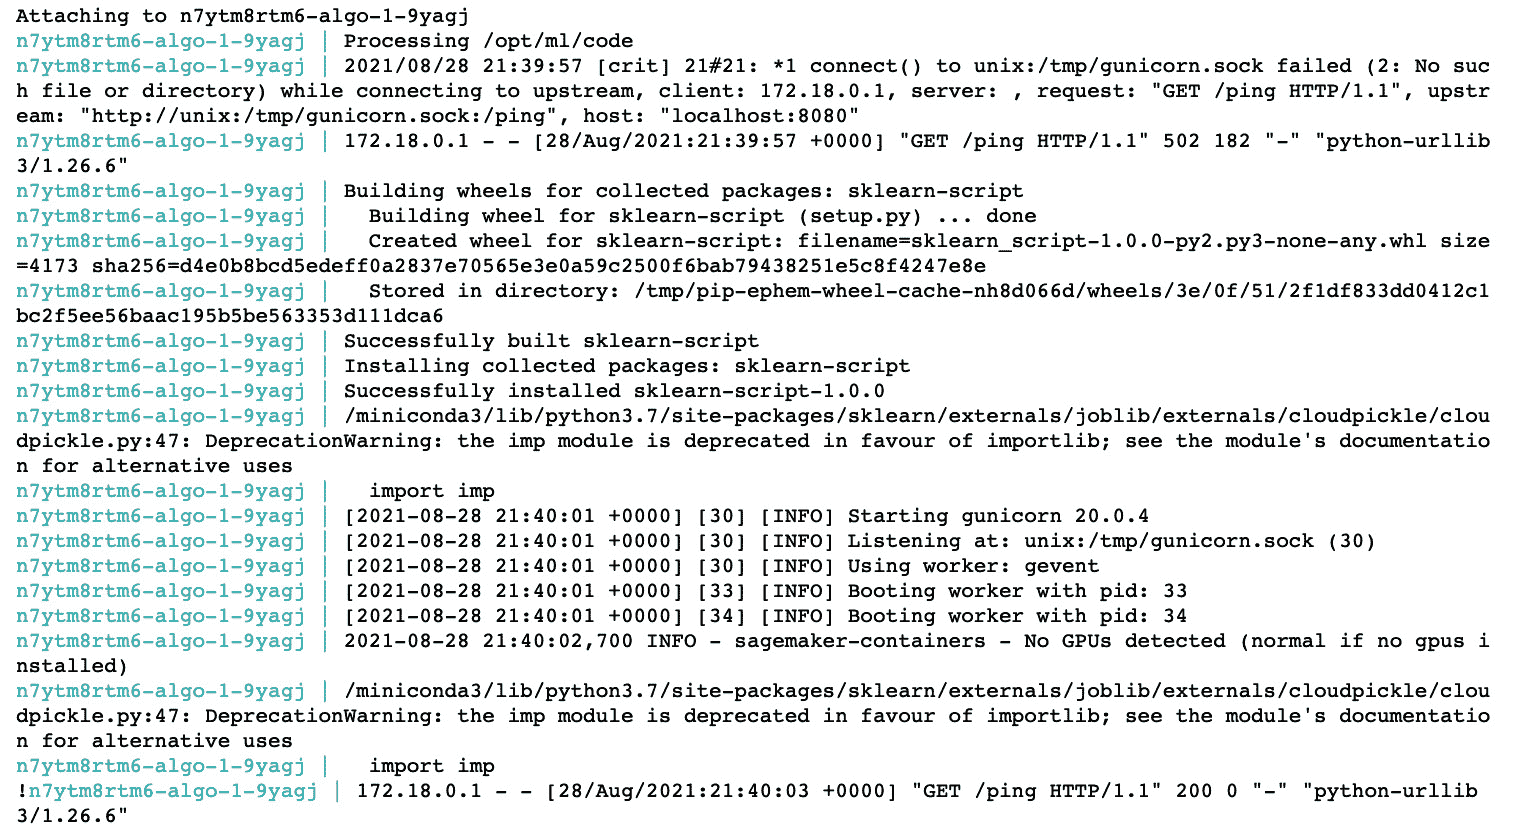 Attaching to n7ytm8rtm6-algo-1-9yagj
n7ytm8rtm6-algo-1-9yagj | Processing /opt/ml/code
n7ytm8rtm6-algo-1-9yagj | 2021/08/28 21:39:57 [crit] 21#21: *1 connect() to unix:/tmp/gunicorn.sock failed (2: No suc
h file or directory) while connecting to upstream, client: 172.18.0.1, server: , request: "GET /ping HTTP/1.1", upstr
eam: "http://unix:/tmp/gunicorn.sock:/ping", host: "localhost:8080"
n7ytm8rtm6-algo-1-9yagj | 172.18.0.1 - - [28/Aug/2021:21:39:57 +0000] "GET /ping HTTP/1.1" 502 182 "-" "python-urllib
3/1.26.6"
n7ytm8rtm6-algo-1-9yagj | Building wheels for collected packages: sklearn-script
n7ytm8rtm6-algo-1-9yagj |   Building wheel for sklearn-script (setup.py) ... done
n7ytm8rtm6-algo-1-9yagj |   Created wheel for sklearn-script: filename=sklearn_script-1.0.0-py2.py3-none-any.whl size
=4173 sha256=d4e0b8bcd5edeff0a2837e70565e3e0a59c2500f6bab79438251e5c8f4247e8e
n7ytm8rtm6-algo-1-9yagj |   Stored in directory: /tmp/pip-ephem-wheel-cache-nh8d066d/wheels/3e/0f/51/2f1df833dd0412c1
bc2f5ee56baac195b5be563353d111dca6
n7ytm8rtm6-algo-1-9yagj | Successfully built sklearn-script
n7ytm8rtm6-algo-1-9yagj | Installing collected packages: sklearn-script
n7ytm8rtm6-algo-1-9yagj | Successfully installed sklearn-script-1.0.0
n7ytm8rtm6-algo-1-9yagj | /miniconda3/lib/python3.7/site-packages/sklearn/externals/joblib/externals/cloudpickle/clou
dpickle.py:47: DeprecationWarning: the imp module is deprecated in favour of importlib; see the module's documentatio
n for alternative uses
n7ytm8rtm6-algo-1-9yagj |   import imp
n7ytm8rtm6-algo-1-9yagj | [2021-08-28 21:40:01 +0000] [30] [INFO] Starting gunicorn 20.0.4
n7ytm8rtm6-algo-1-9yagj | [2021-08-28 21:40:01 +0000] [30] [INFO] Listening at: unix:/tmp/gunicorn.sock (30)
n7ytm8rtm6-algo-1-9yagj | [2021-08-28 21:40:01 +0000] [30] [INFO] Using worker: gevent
n7ytm8rtm6-algo-1-9yagj | [2021-08-28 21:40:01 +0000] [33] [INFO] Booting worker with pid: 33
n7ytm8rtm6-algo-1-9yagj | [2021-08-28 21:40:01 +0000] [34] [INFO] Booting worker with pid: 34
n7ytm8rtm6-algo-1-9yagj | 2021-08-28 21:40:02,700 INFO - sagemaker-containers - No GPUs detected (normal if no gpus i
nstalled)
n7ytm8rtm6-algo-1-9yagj | /miniconda3/lib/python3.7/site-packages/sklearn/externals/joblib/externals/cloudpickle/clou
dpickle.py:47: DeprecationWarning: the imp module is deprecated in favour of importlib; see the module's documentatio
n for alternative uses
n7ytm8rtm6-algo-1-9yagj |   import imp
!n7ytm8rtm6-algo-1-9yagj | 172.18.0.1 - - [28/Aug/2021:21:40:03 +0000] "GET /ping HTTP/1.1" 200 0 "-" "python-urllib
3/1.26.6"